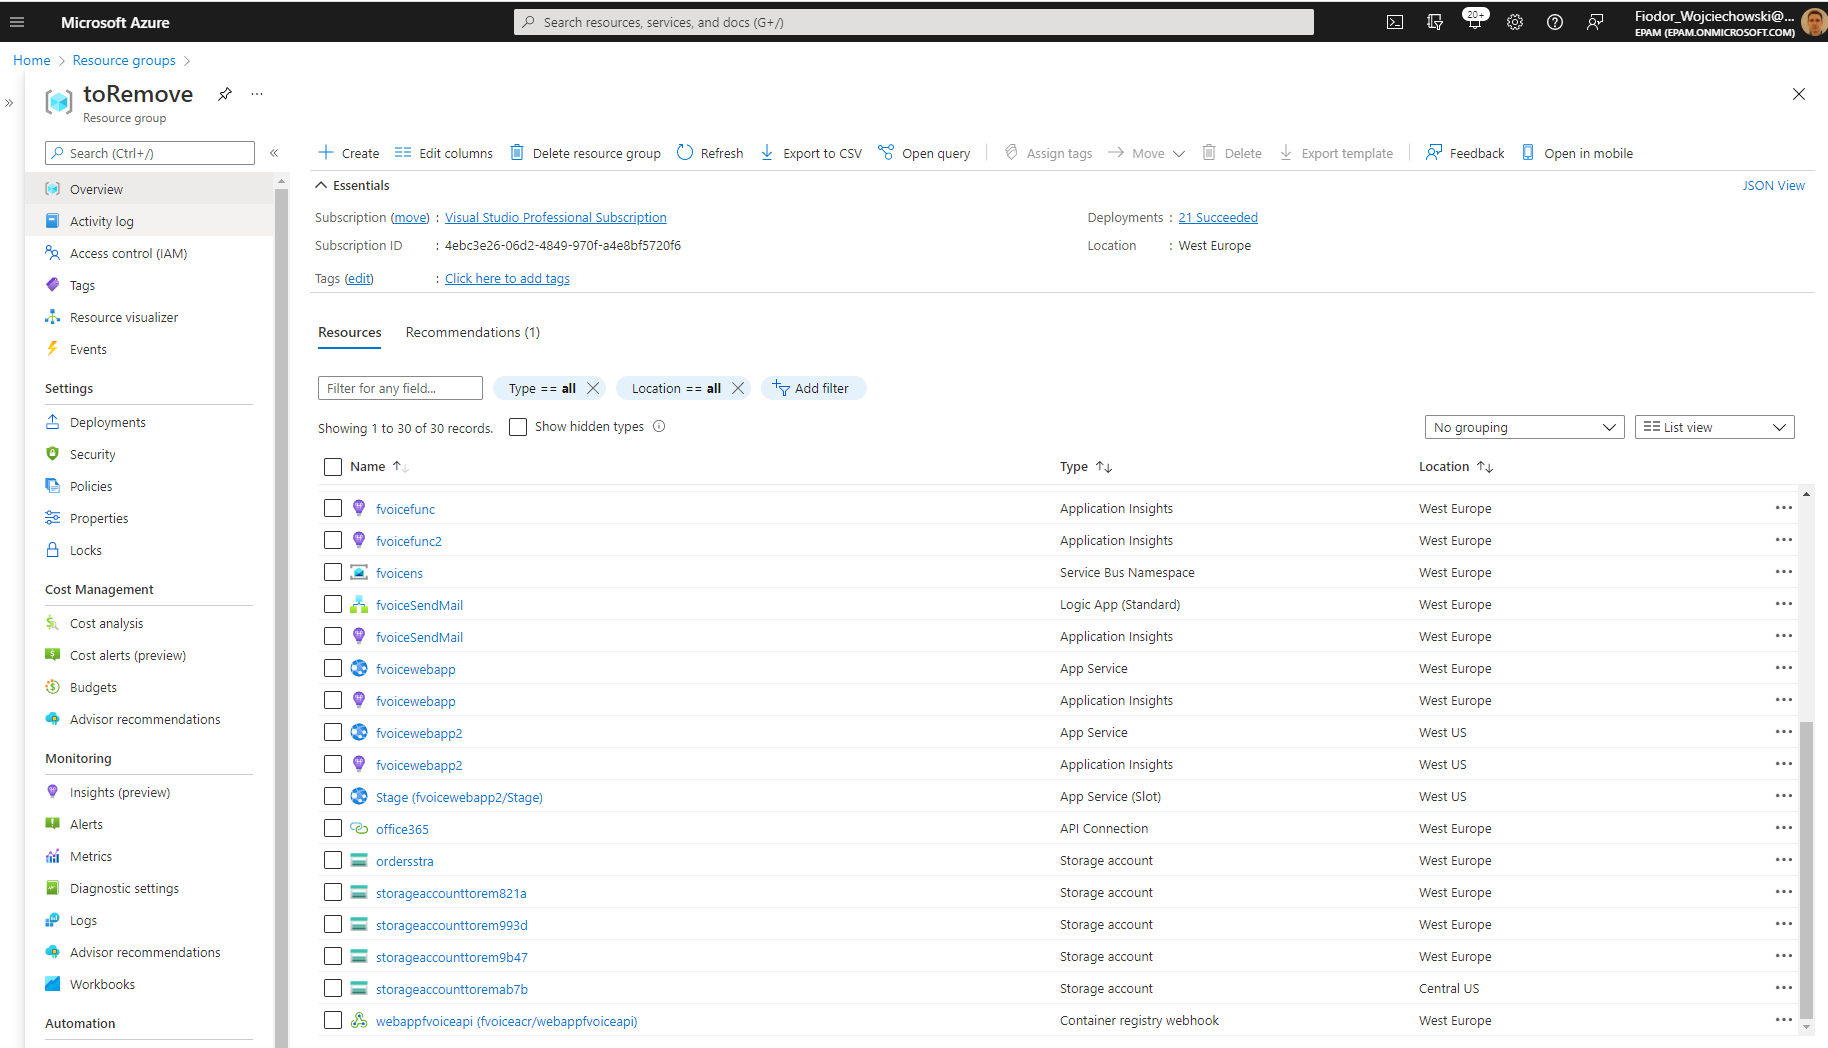 Microsoft Azure
Search resources, services, and docs (G+/)
20+
Fiodor_Wojciechowski@...
EPAM (EPAM.ONMICROSOFT.COM)
Home > Resource groups >
toRemove
Resource group
Search (Ctrl+/)
Create Edit columns Delete resource group Refresh Export to CSV Open query Assign tags Move Delete Export template Feedback Open in mobile
Overview
Activity log
Access control (IAM)
Tags
Resource visualizer
Events
Settings
Deployments
Security
Policies
Properties
Locks
Cost Management
Cost analysis
Cost alerts (preview)
Budgets
Advisor recommendations
Monitoring
Insights (preview)
Alerts
Metrics
Diagnostic settings
Logs
Advisor recommendations
Workbooks
Automation
Essentials
JSON View
Subscription (move) : Visual Studio Professional Subscription
Subscription ID : 4ebc3e26-06d2-4849-970f-a4e8bf5720f6
Tags (edit) : Click here to add tags
Deployments : 21 Succeeded
Location : West Europe
Resources Recommendations (1)
Filter for any field... Type == all Location == all Add filter
Showing 1 to 30 of 30 records. Show hidden types No grouping List view
Name Type Location
fvoicefunc Application Insights West Europe
fvoicefunc2 Application Insights West Europe
fvoicens Service Bus Namespace West Europe
fvoiceSendMail Logic App (Standard) West Europe
fvoiceSendMail Application Insights West Europe
fvoicewebapp App Service West Europe
fvoicewebapp Application Insights West Europe
fvoicewebapp2 App Service West US
fvoicewebapp2 Application Insights West US
Stage (fvoicewebapp2/Stage) App Service (Slot) West US
office365 API Connection West Europe
ordersstra Storage account West Europe
storageaccounttorem821a Storage account West Europe
storageaccounttorem993d Storage account West Europe
storageaccounttorem9b47 Storage account West Europe
storageaccounttoremab7b Storage account Central US
webappfvoiceapi (fvoiceacr/webappfvoiceapi) Container registry webhook West Europe